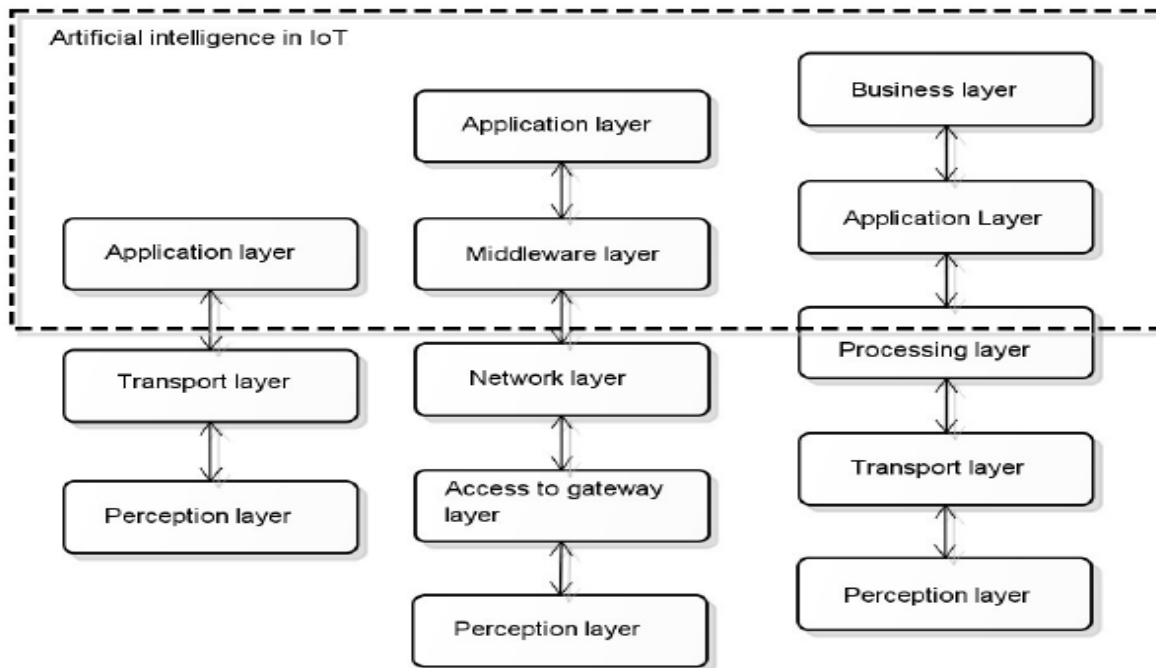 Artificial intelligence in IoT
Application layer
Transport layer
Perception layer
Application layer
Middleware layer
Network layer
Access to gateway
layer
Perception layer
Business layer
Application Layer
Processing layer
Transport layer
Perception layer